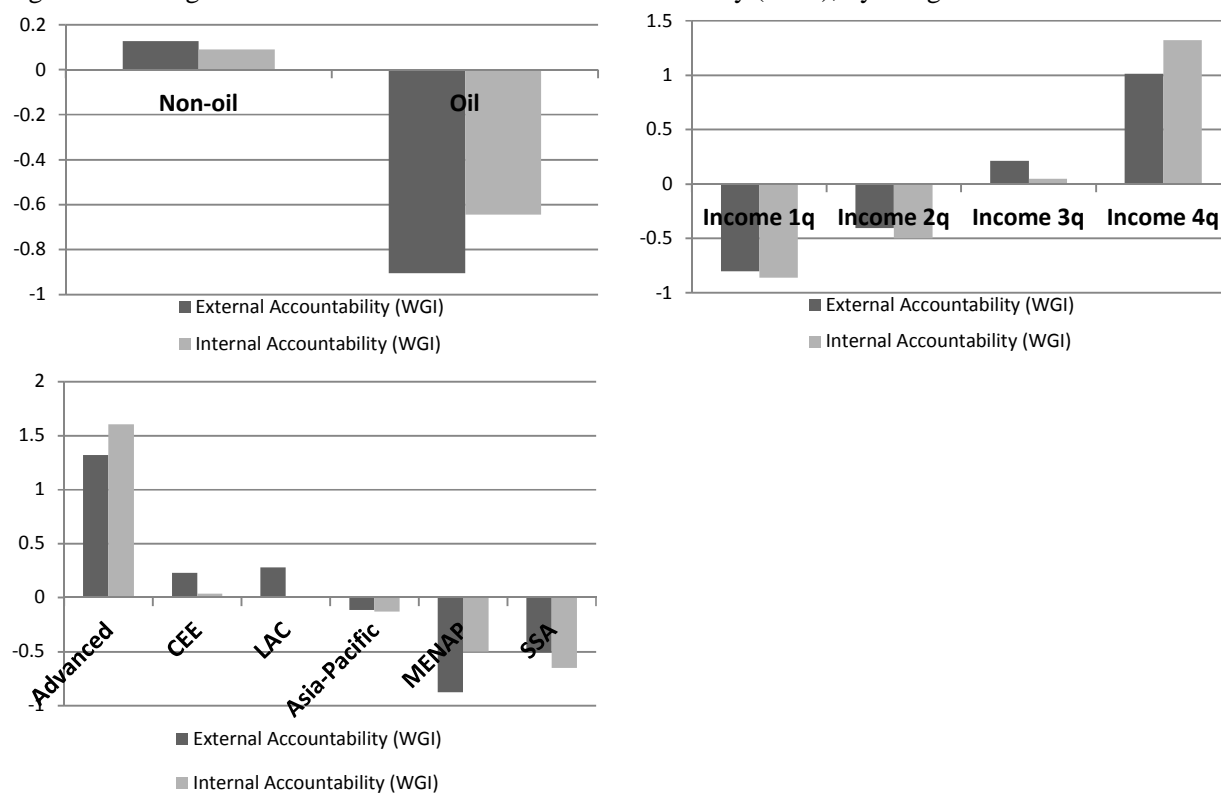 0.2
0
-0.2
-0.4
-0.6
-0.8
-1
Non-oil Oil
External Accountability (WGI)
Internal Accountability (WGI)
1.5
1
0.5
0
-0.5
-1
Income 1q Income 2q Income 3q Income 4q
External Accountability (WGI)
Internal Accountability (WGI)
2
1.5
1
0.5
0
-0.5
-1
Advanced CEE LAC Asia-Pacific MENAP SSA
External Accountability (WGI)
Internal Accountability (WGI)